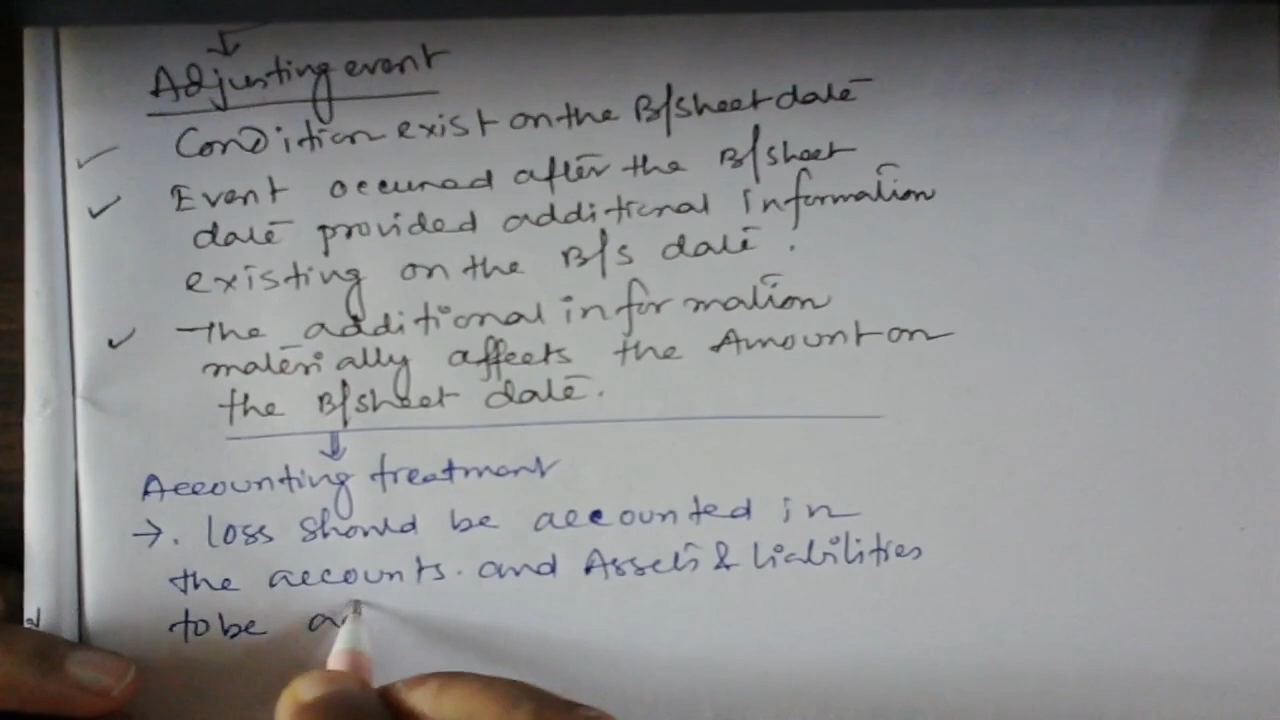 Adjusting event
Condition exist on the B/sheet date
Event occured after the B/sheet
date provided additional information
existing on the B/s date.
The additional information
materially affects the Amount on
the B/sheet date.
Accounting treatment
→. loss should be accounted in
the accounts. and Assets & liabilities
to be a